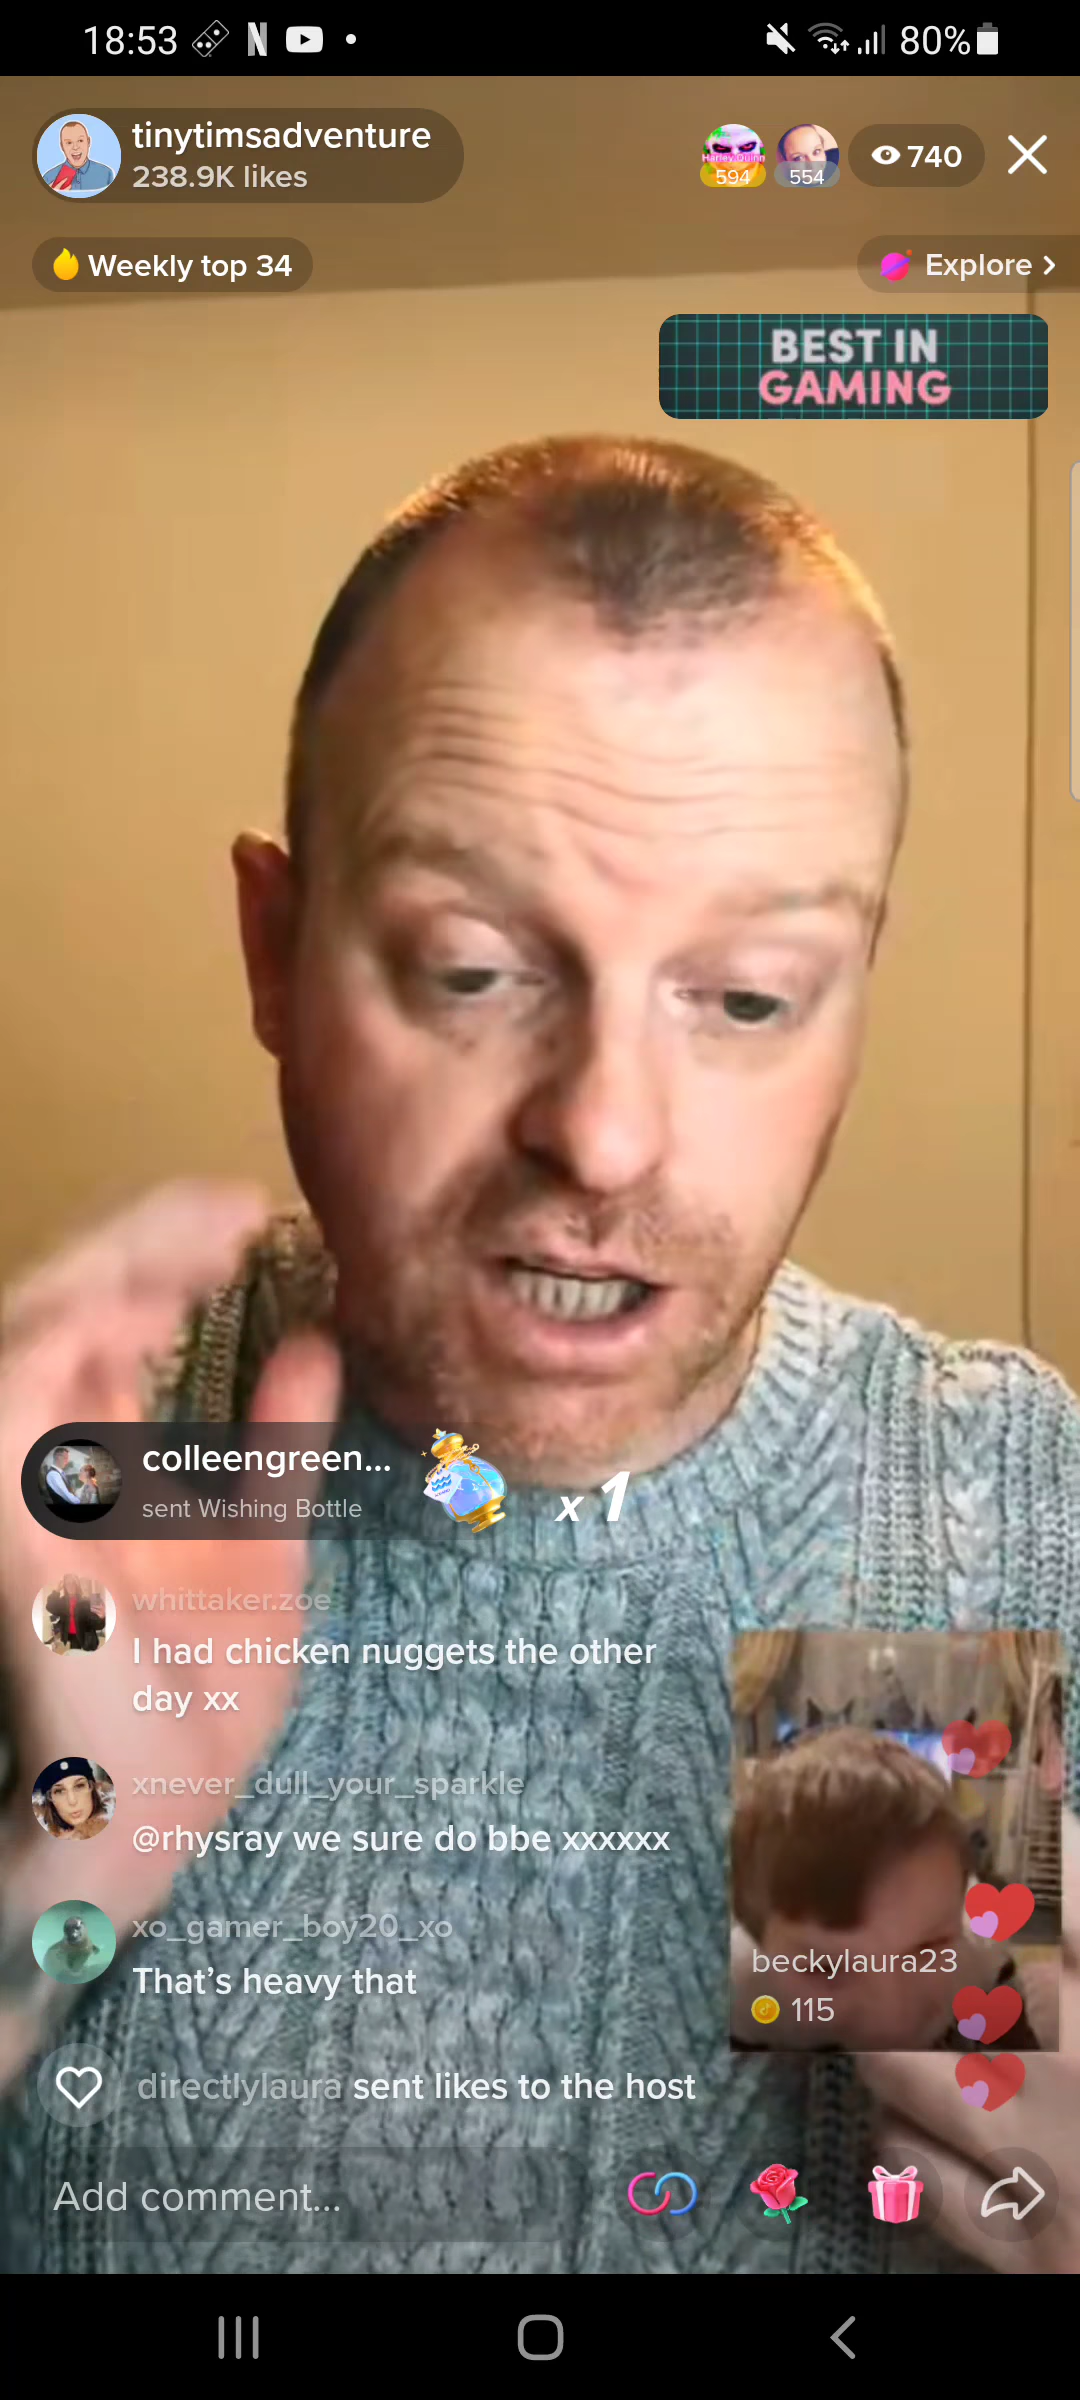 18:53
80%
tinytimsadventure
238.9K likes
Harley Quinn
594
554
740
Weekly top 34
Explore
BEST IN
GAMING
colleengreen...
sent Wishing Bottle
x 1
whittaker.zoe
I had chicken nuggets the other
day xx
xnever_dull_your_sparkle
@rhysray we sure do bbe xxxxxx
xo_gamer_boy20_xo
That's heavy that
beckylaura23
115
directlylaura sent likes to the host
Add comment...